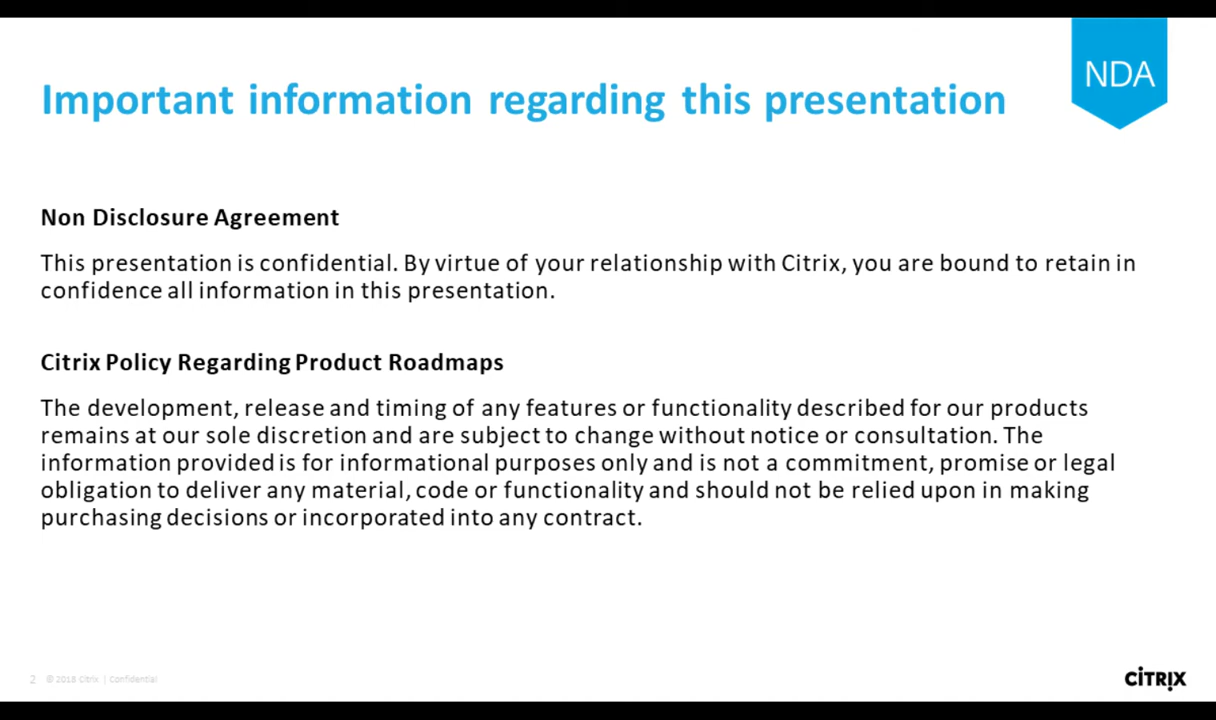 NDA
Important information regarding this presentation
Non Disclosure Agreement
This presentation is confidential. By virtue of your relationship with Citrix, you are bound to retain in
confidence all information in this presentation.
Citrix Policy Regarding Product Roadmaps
The development, release and timing of any features or functionality described for our products
remains at our sole discretion and are subject to change without notice or consultation. The
information provided is for informational purposes only and is not a commitment, promise or legal
obligation to deliver any material, code or functionality and should not be relied upon in making
purchasing decisions or incorporated into any contract.
2 © 2018 Citrix | Confidential
CİTRIX